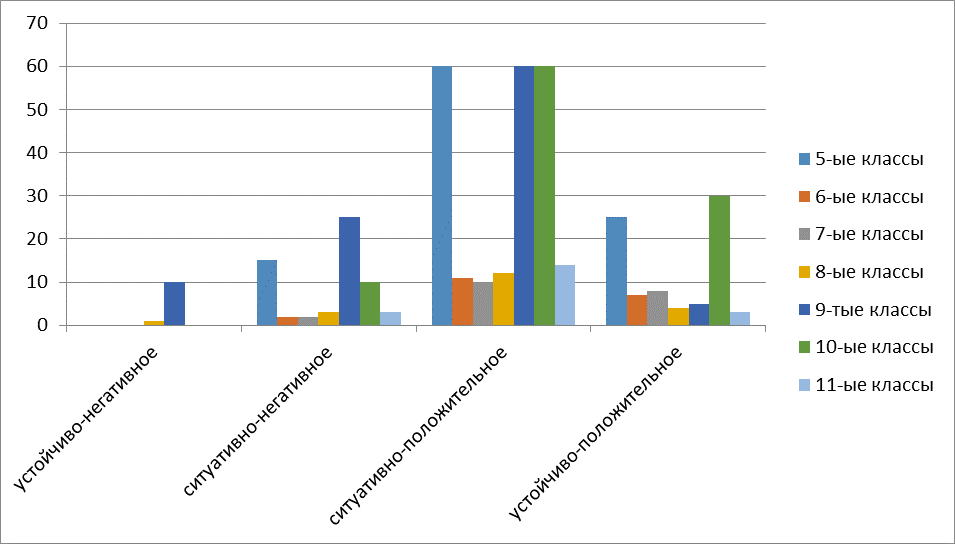 70
60
50
40
30
20
10
0
устойчиво-негативное
ситуативно-негативное
ситуативно-положительное
устойчиво-положительное
5-ые классы
6-ые классы
7-ые классы
8-ые классы
9-тые классы
10-ые классы
11-ые классы